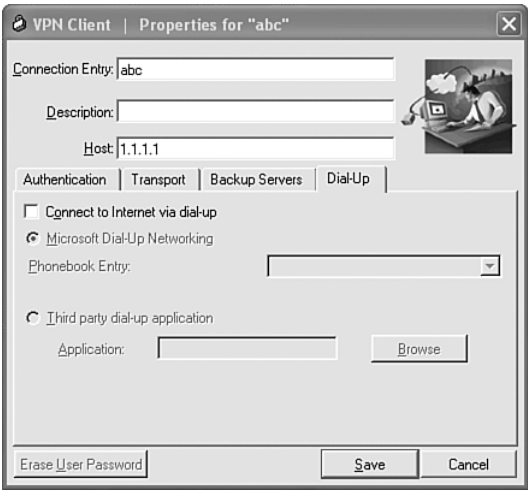 VPN Client | Properties for "abc"
Connection Entry: abc
Description:
Host: 1.1.1.1
Authentication Transport Backup Servers Dial-Up
Connect to Internet via dial-up
Microsoft Dial-Up Networking
Phonebook Entry:
Third party dial-up application
Application: Browse
Erase User Password Save Cancel